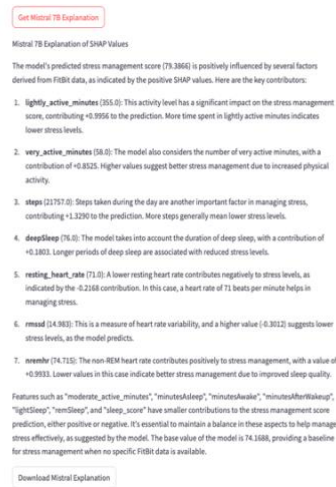 Get Mistral 7B Explanation
Mistral 7B Explanation of SHAP Values
The model's predicted stress management score (79.3866) is positively influenced by several factors
derived from FitBit data, as indicated by the positive SHAP values. Here are the key contributors:
1. lightly_active_minutes (355.0): This activity level has a significant impact on the stress management
score, contributing +0.9956 to the prediction. More time spent in lightly active minutes indicates
lower stress levels.
2. very_active_minutes (58.0): The model also considers the number of very active minutes, with a
contribution of +0.8525. Higher values suggest better stress management due to increased physical
activity.
3. steps (21757.0): Steps taken during the day are another important factor in managing stress,
contributing +1.3290 to the prediction. More steps generally mean lower stress levels.
4. deepSleep (76.0): The model takes into account the duration of deep sleep, with a contribution of
+0.1803. Longer periods of deep sleep are associated with reduced stress levels.
5. resting_heart_rate (71.0): A lower resting heart rate contributes negatively to stress levels, as
indicated by the -0.2168 contribution. In this case, a heart rate of 71 beats per minute helps in
managing stress.
6. rmssd (14.983): This is a measure of heart rate variability, and a higher value (-0.3012) suggests lower
stress levels, as the model predicts.
7. nremhr (74.715): The non-REM heart rate contributes positively to stress management, with a value of
+0.9933. Lower values in this case indicate better stress management due to improved sleep quality.
Features such as "moderate_active_minutes", "minutesAsleep", "minutesAwake", "minutesAfterWakeup",
"lightSleep", "remSleep", and "sleep_score" have smaller contributions to the stress management score
prediction, either positive or negative. It's essential to maintain a balance in these aspects to help manage
stress effectively, as suggested by the model. The base value of the model is 74.1688, providing a baseline
for stress management when no specific FitBit data is available.
Download Mistral Explanation